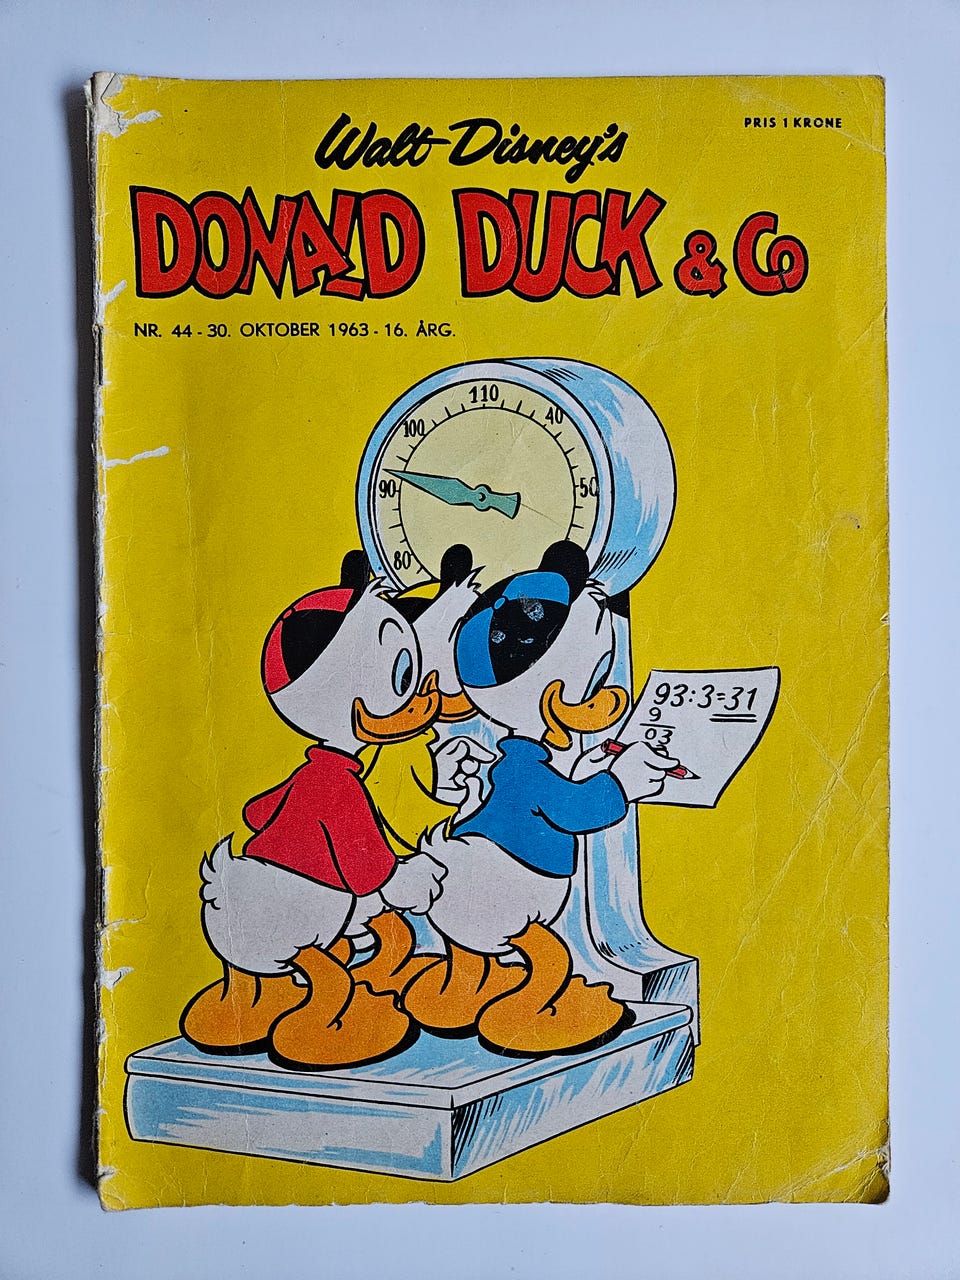 Walt Disney's
PRIS 1 KRONE
DONALD DUCK & Co
NR. 44 - 30. OKTOBER 1963 - 16. ÅRG.
110
100
40
90
50
80
93:3=31
9
03